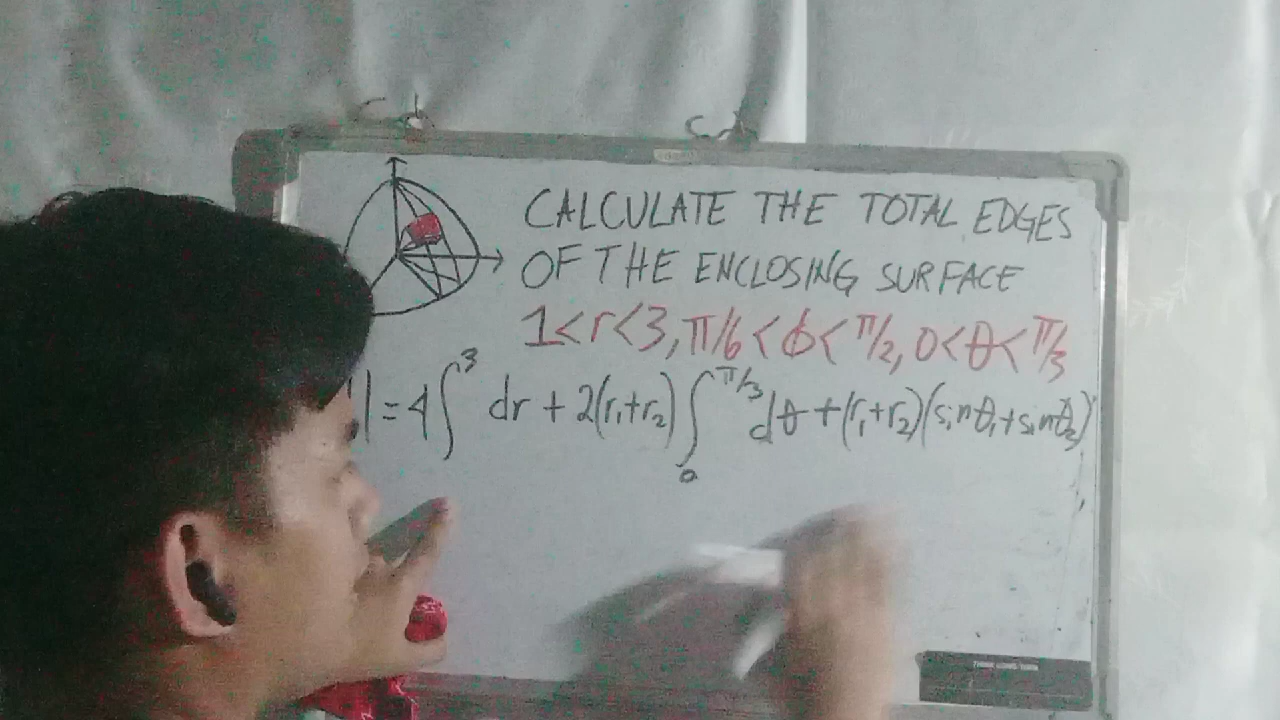 CALCULATE THE TOTAL EDGES
OF THE ENCLOSING SURFACE
1<r<3, π/6<ϕ<π/2, 0<θ<π/3
l=4∫³ dr + 2(r₁+r₂)∫₀^π/3 dθ + (r₁+r₂)(sinθ₁+sinθ₂)